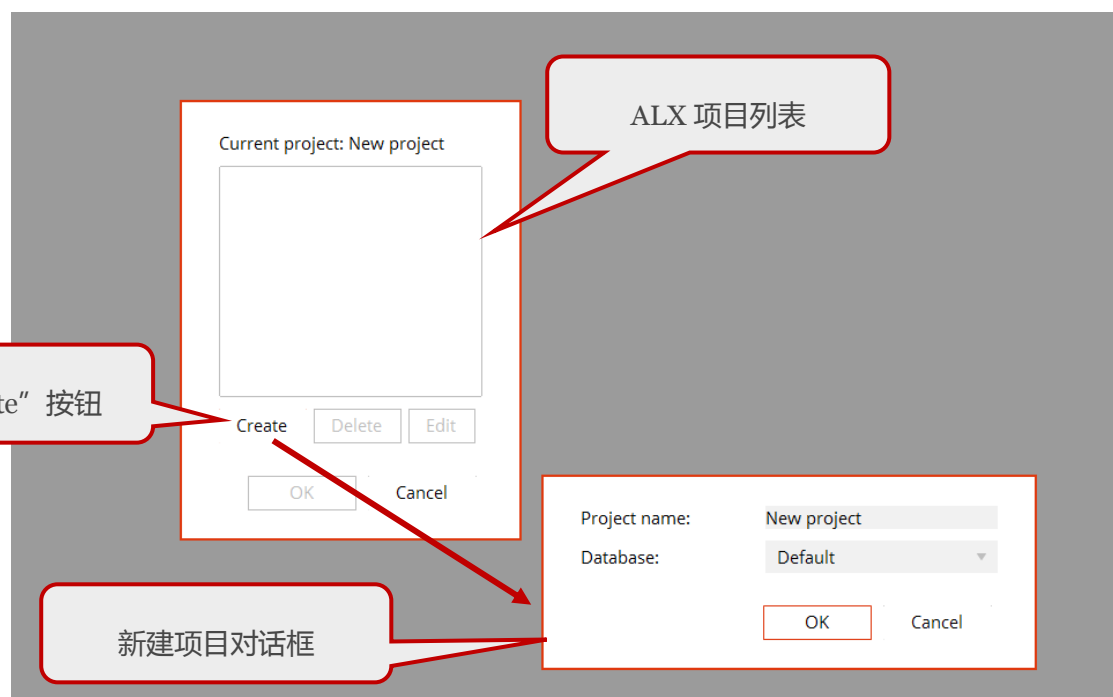 ALX 项目列表
Current project: New project
te" 按钮
Create
Delete
Edit
OK
Cancel
Project name:
New project
Database:
Default
OK
Cancel
新建项目对话框